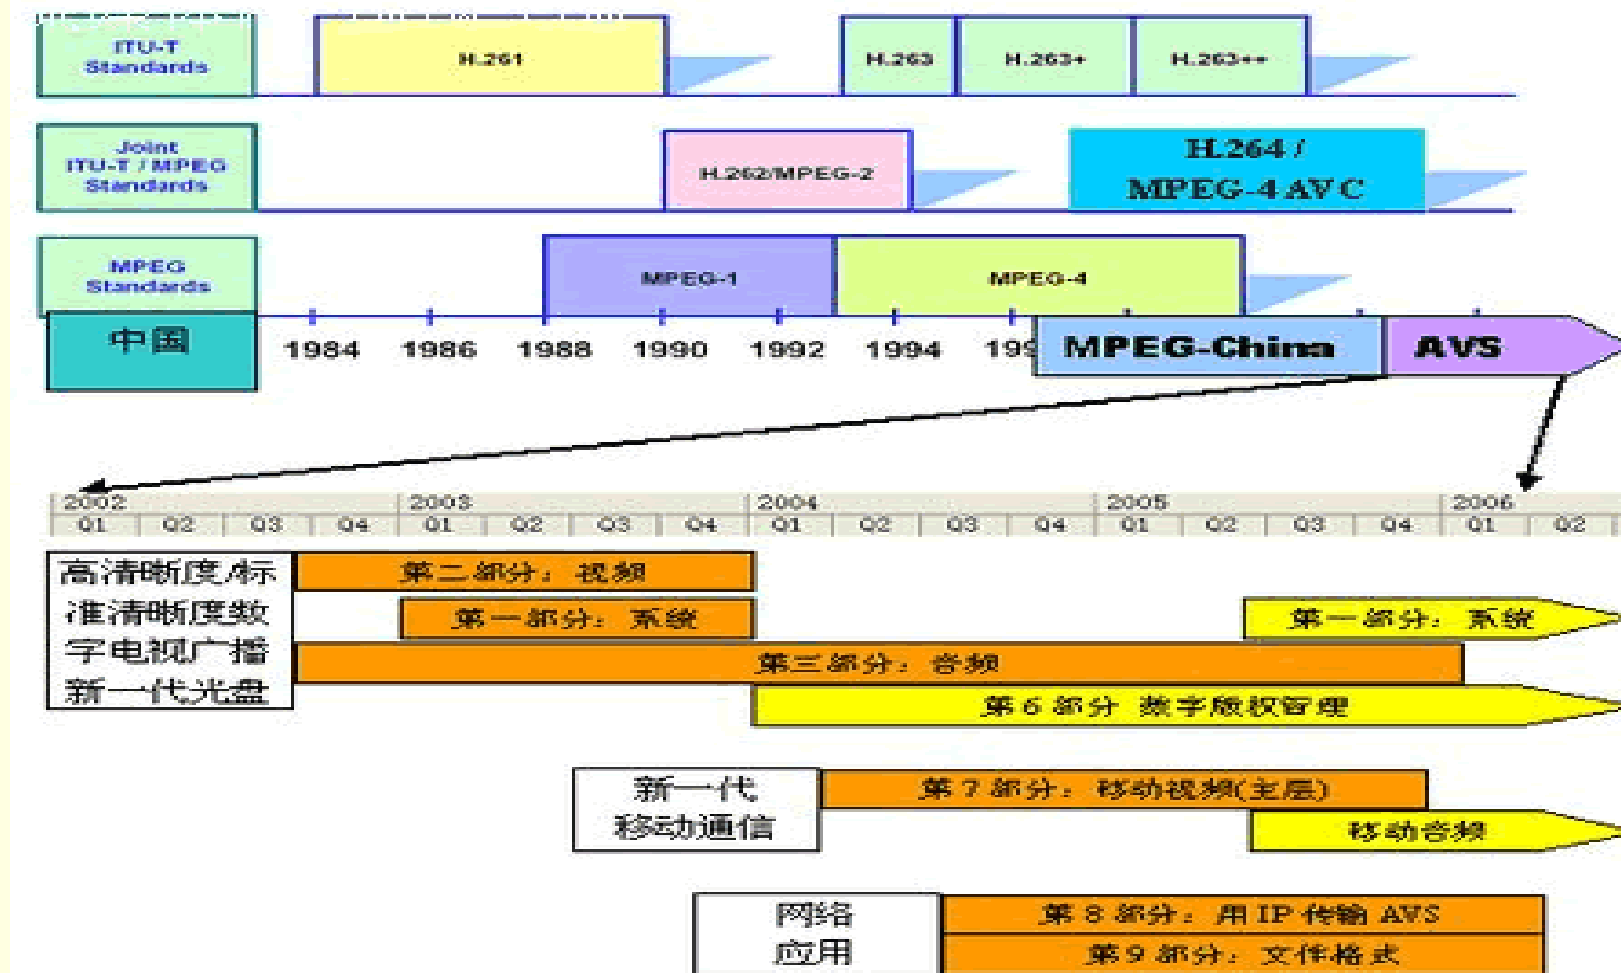 ITU-T
Standards
H.261
H.263
H.263+
H.263++
Joint
ITU-T / MPEG
Standards
H.262/MPEG-2
H.264 /
MPEG-4 AVC
MPEG
Standards
MPEG-1
MPEG-4
中国
1984 1986 1988 1990 1992 1994 199
MPEG-China
AVS
2002 2003 2004 2005 2006
Q1 Q2 Q3 Q4 Q1 Q2 Q3 Q4 Q1 Q2 Q3 Q4 Q1 Q2 Q3 Q4 Q1 Q2
高清晰度/标
准清晰度数
字电视广播
新一代光盘
第二部分：视频
第一部分：系统
第一部分：系统
第三部分：音频
第6部分 数字版权管理
新一代
移动通信
第7部分：移动视频(主层)
移动音频
网络
应用
第8部分：用IP传输AVS
第9部分：文件格式